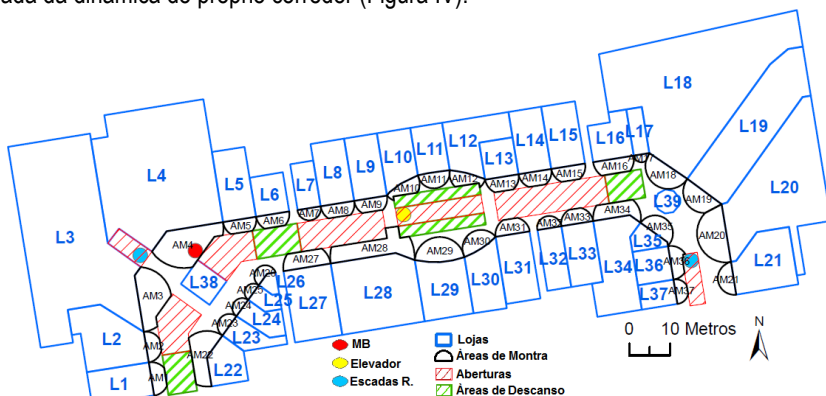 ada da dinâmica do próprio corredor (Figura IV).
L18
L12
L14
L15
L11
L16
L17
L10
L13
L9
L8
L7
L4
L5
L6
L3
L19
L20
L39
L38
L35
L36
L34
L37
L21
L26
L25
L24
L23
L22
L27
L28
L29
L30
L31
L32
L33
L2
L1
AM17
AM16
AM18
AM15
AM14
AM13
AM12
AM11
AM10
AM9
AM8
AM7
AM6
AM5
AM4
AM3
AM2
AM1
AM19
AM20
AM21
AM22
AM23
AM24
AM25
AM26
AM27
AM28
AM29
AM30
AM31
AM32
AM33
AM34
AM35
AM36
AM37
MB
Elevador
Escadas R.
Lojas
Áreas de Montra
Aberturas
Áreas de Descanso
0 10 Metros
N